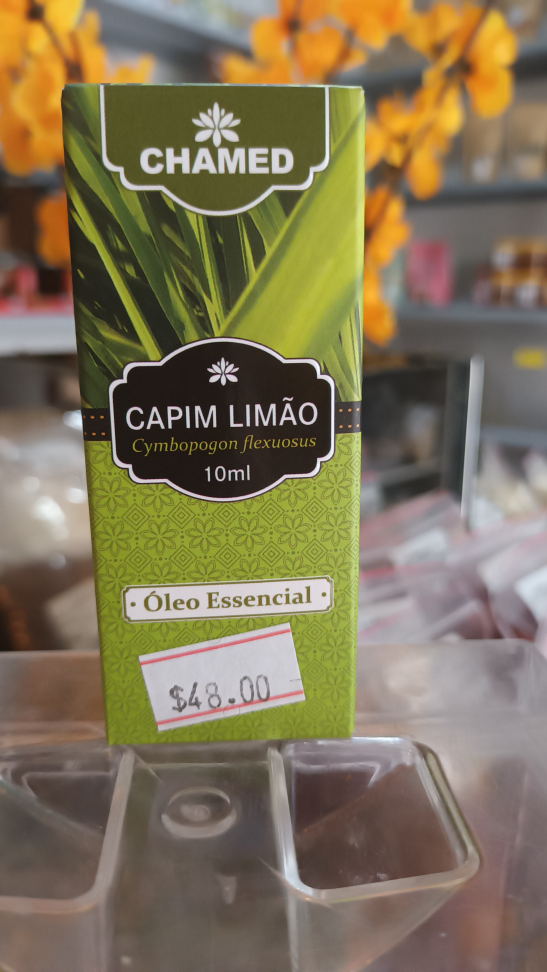 CHAMED
CAPIM LIMÃO
Cymbopogon flexuosus
10ml
Óleo Essencial
$48.00